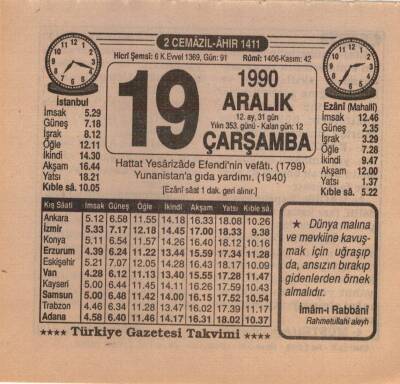 2 CEMÂZİL-ÂHIR 1411
Hicrî Şemsî: 6 K.Evvel 1369, Gün: 91 Rûmî: 1406-Kasım: 42
19
1990
ARALIK
12. ay, 31 gün
Yılın 353. günü - Kalan gün: 12
ÇARŞAMBA
İstanbul
İmsak 5.29
Güneş 7.18
İşrak 8.12
Öğle 12.11
İkindi 14.30
Akşam 16.44
Yatsı 18.21
Kıble sâ. 10.05
Ezânî (Mahallî)
İmsak 12.46
Güneş 2.35
İşrak 3.29
Öğle 7.28
İkindi 9.47
Akşam 12.00
Yatsı 1.37
Kıble sâ. 5.22
Hattat Yesârizâde Efendi'nin vefâtı. (1798)
Yunanistan'a gıda yardımı. (1940)
[Ezânî sâat 1 dak. geri alınır.]
Kış Sâati İmsak Güneş Öğle İkindi Akşam Yatsı Kıble sâ.
Ankara 5.12 6.58 11.55 14.18 16.33 18.08 10.26
İzmir 5.33 7.17 12.18 14.45 17.00 18.33 9.38
Konya 5.11 6.54 11.57 14.26 16.40 18.12 10.16
Erzurum 4.39 6.24 11.22 13.44 15.59 17.34 11.28
Eskişehir 5.21 7.07 12.05 14.28 16.43 18.17 10.09
Van 4.28 6.12 11.13 13.40 15.55 17.28 11.47
Kayseri 5.00 6.44 11.45 14.11 16.26 17.59 10.43
Samsun 5.00 6.48 11.42 14.00 16.15 17.52 10.54
Trabzon 4.46 6.34 11.28 13.47 16.02 17.39 11.17
Adana 4.58 6.40 11.46 14.17 16.31 18.02 10.37
★ Dünya malına
ve mevkiine kavuş-
mak için uğraşıp
da, ansızın bırakıp
gidenlerden örnek
almalıdır.
İmâm-ı Rabbânî
Rahmetullahi aleyh
★★★★ Türkiye Gazetesi Takvimi ★★★★